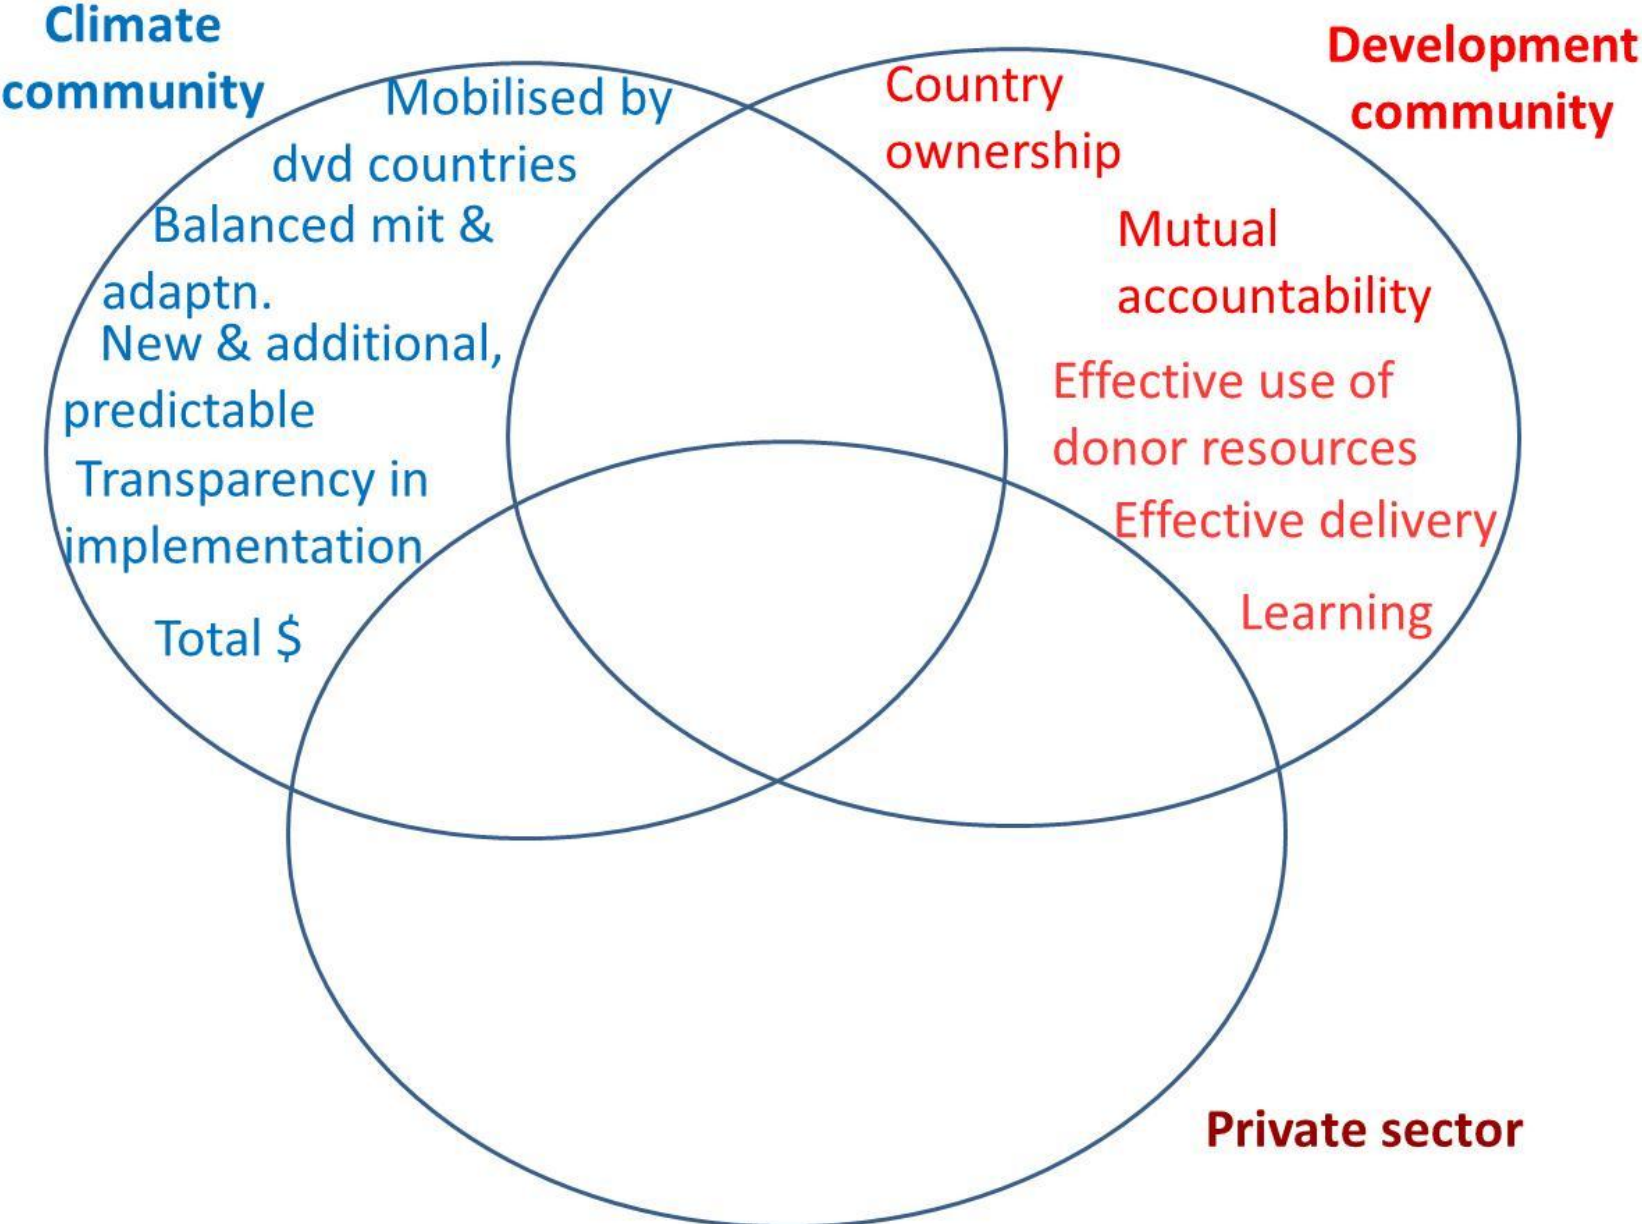 Climate
community
Mobilised by
dvd countries
Balanced mit &
adaptn.
New & additional,
predictable
Transparency in
implementation
Total $
Development
community
Country
ownership
Mutual
accountability
Effective use of
donor resources
Effective delivery
Learning
Private sector